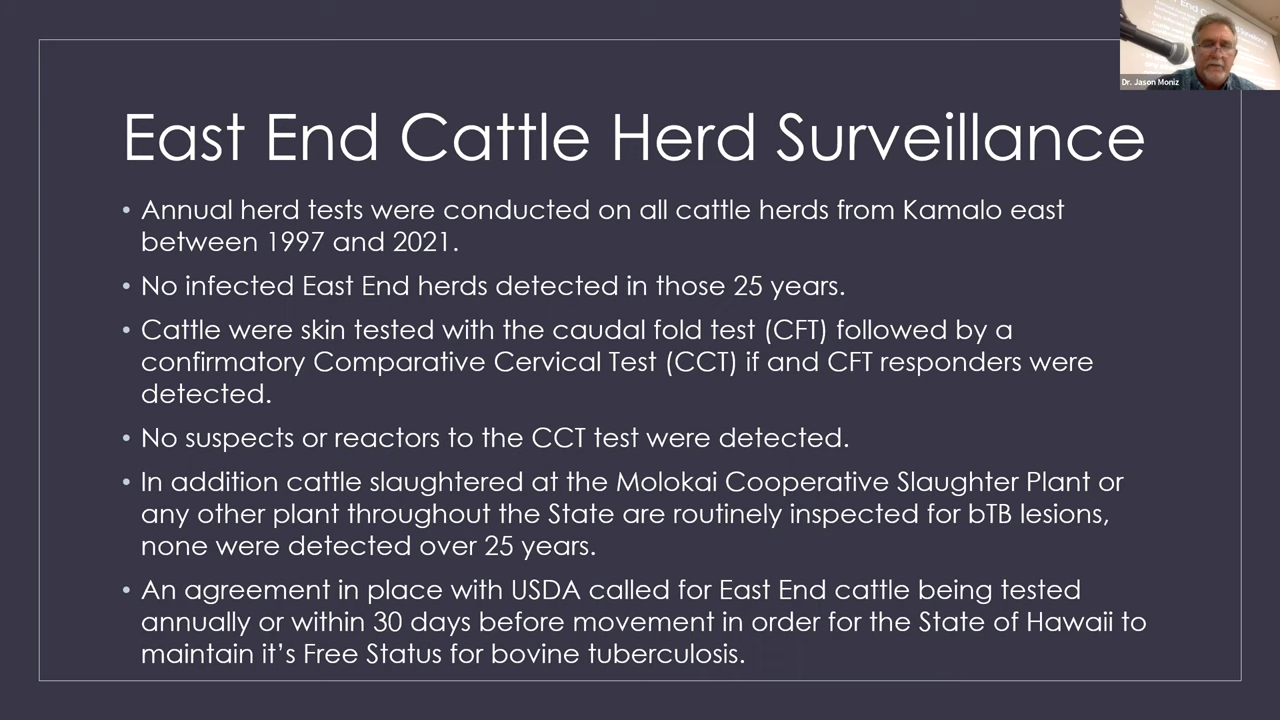 East End Cattle Herd Surveillance
• Annual herd tests were conducted on all cattle herds from Kamalo east
between 1997 and 2021.
• No infected East End herds detected in those 25 years.
• Cattle were skin tested with the caudal fold test (CFT) followed by a
confirmatory Comparative Cervical Test (CCT) if and CFT responders were
detected.
• No suspects or reactors to the CCT test were detected.
• In addition cattle slaughtered at the Molokai Cooperative Slaughter Plant or
any other plant throughout the State are routinely inspected for bTB lesions,
none were detected over 25 years.
• An agreement in place with USDA called for East End cattle being tested
annually or within 30 days before movement in order for the State of Hawaii to
maintain it's Free Status for bovine tuberculosis.
Dr. Jason Moniz